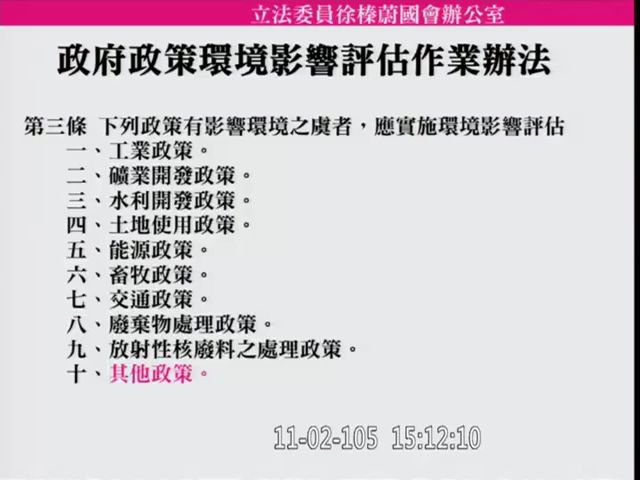 立法委員徐榛蔚國會辦公室
政府政策環境影響評估作業辦法
第三條 下列政策有影響環境之虞者，應實施環境影響評估
一、工業政策。
二、礦業開發政策。
三、水利開發政策。
四、土地使用政策。
五、能源政策。
六、畜牧政策。
七、交通政策。
八、廢棄物處理政策。
九、放射性核廢料之處理政策。
十、其他政策。
11-02-105 15:12:10